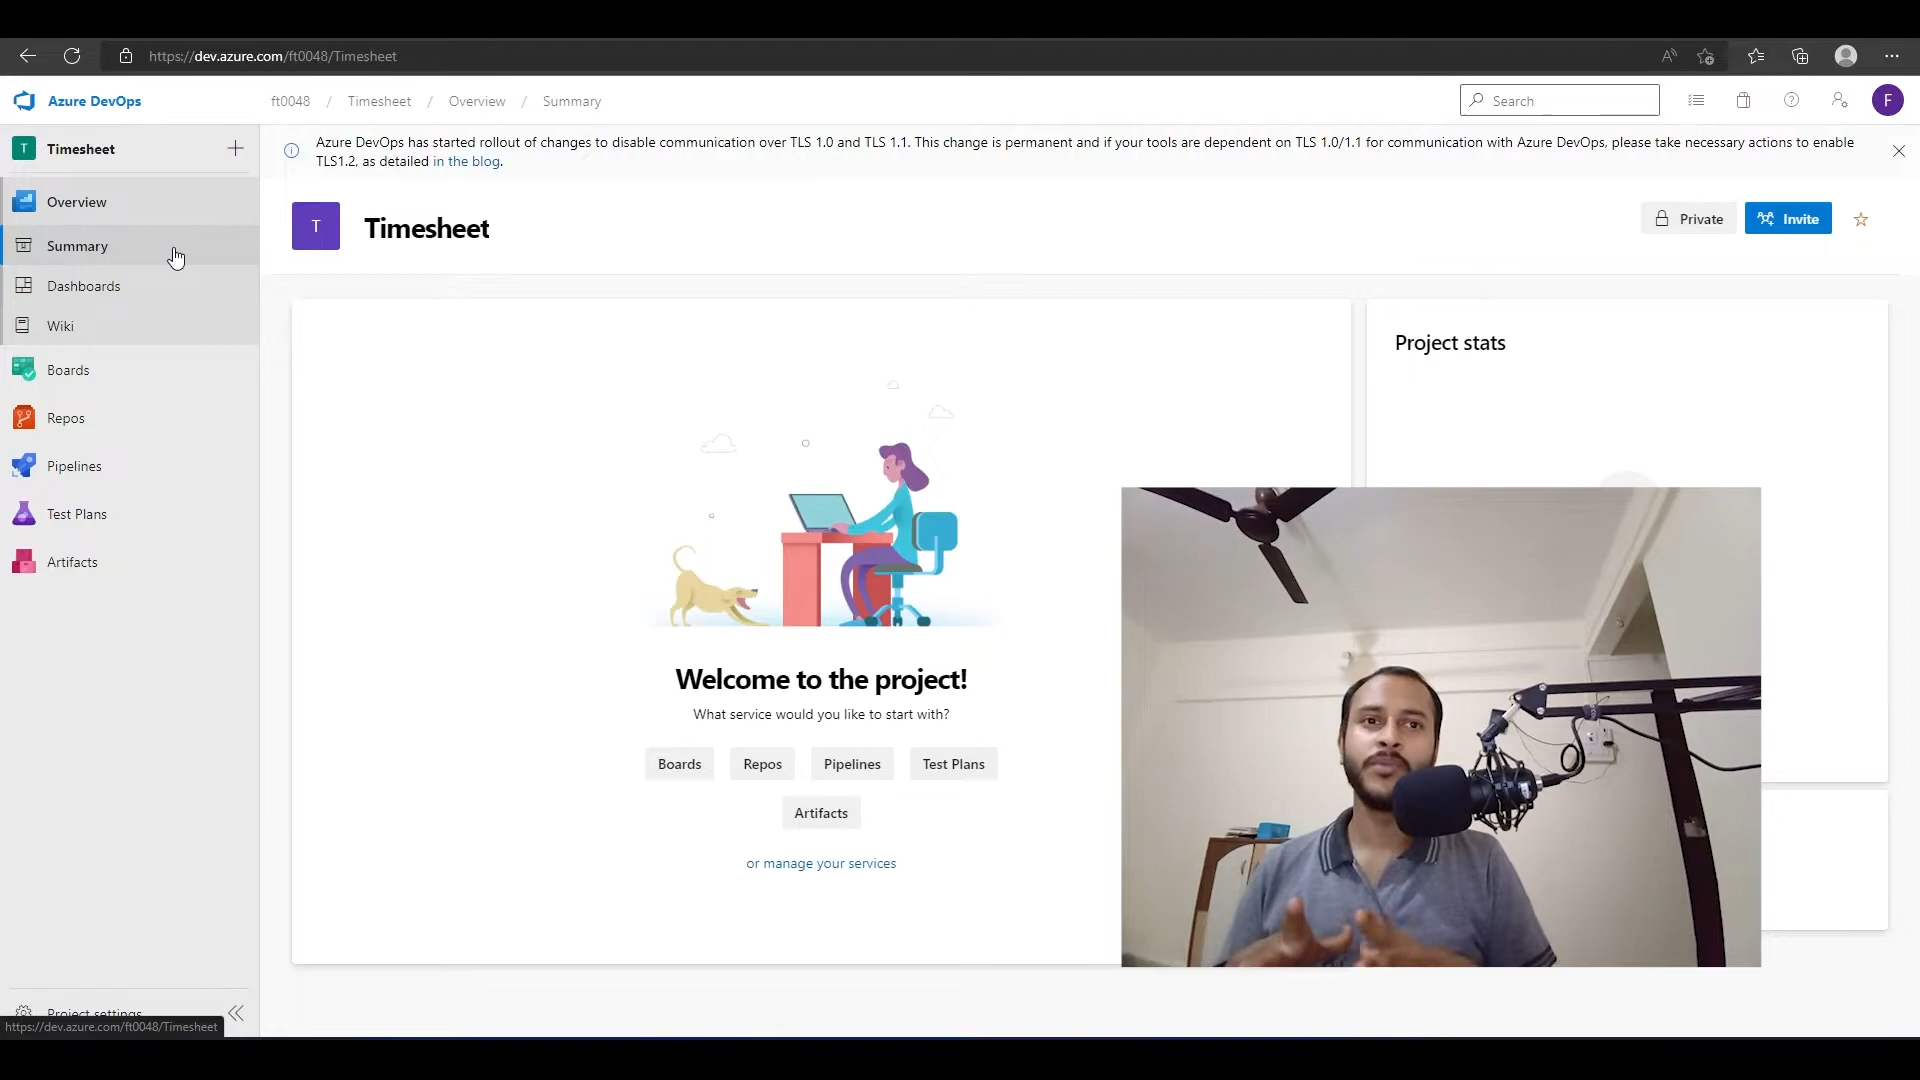 https://dev.azure.com/ft0048/Timesheet
Azure DevOps
ft0048 / Timesheet / Overview / Summary
Search
F
T Timesheet
Azure DevOps has started rollout of changes to disable communication over TLS 1.0 and TLS 1.1. This change is permanent and if your tools are dependent on TLS 1.0/1.1 for communication with Azure DevOps, please take necessary actions to enable
TLS1.2, as detailed in the blog.
Overview
Summary
Dashboards
Wiki
Boards
Repos
Pipelines
Test Plans
Artifacts
Project settings
https://dev.azure.com/ft0048/Timesheet
T Timesheet
Private
Invite
Project stats
Welcome to the project!
What service would you like to start with?
Boards Repos Pipelines Test Plans
Artifacts
or manage your services